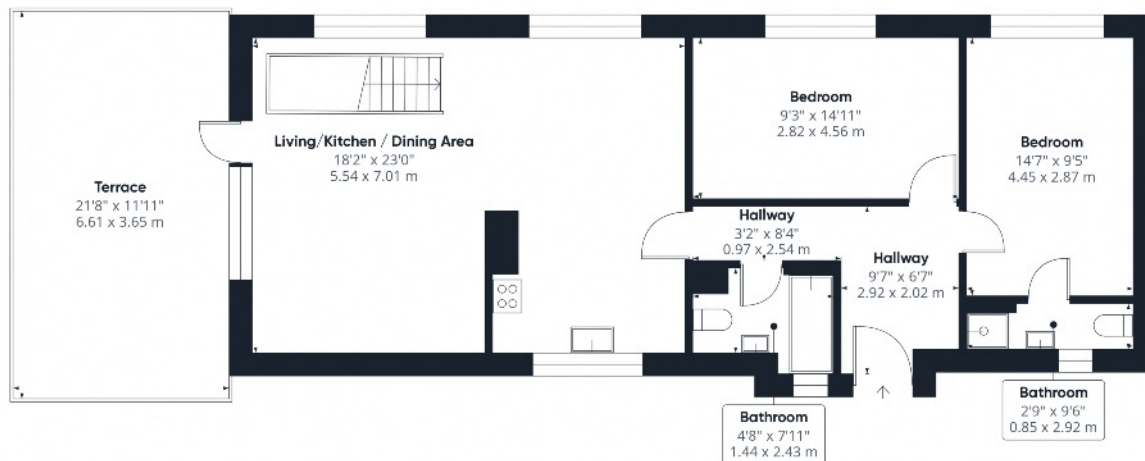 Terrace
21'8" x 11'11"
6.61 x 3.65 m
Living/Kitchen / Dining Area
18'2" x 23'0"
5.54 x 7.01 m
Bedroom
9'3" x 14'11"
2.82 x 4.56 m
Bedroom
14'7" x 9'5"
4.45 x 2.87 m
Hallway
3'2" x 8'4"
0.97 x 2.54 m
Hallway
9'7" x 6'7"
2.92 x 2.02 m
Bathroom
4'8" x 7'11"
1.44 x 2.43 m
Bathroom
2'9" x 9'6"
0.85 x 2.92 m